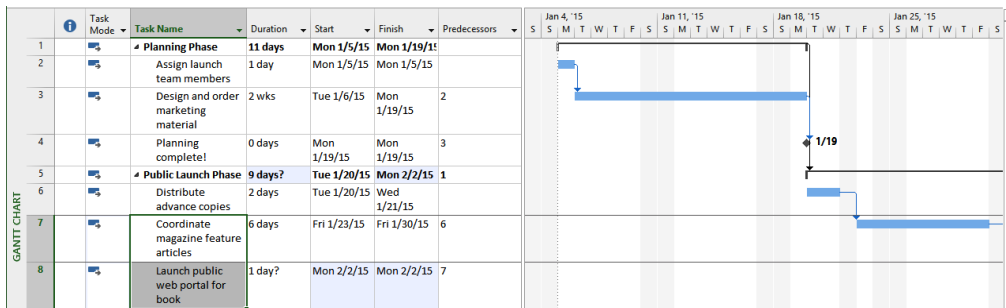 Jan 4, '15 Jan 11, '15 Jan 18, '15 Jan 25, '15
Task Mode Task Name Duration Start Finish Predecessors
S S M T W T F S S M T W T F S S M T W T F S S M T W T F S
1 Planning Phase 11 days Mon 1/5/15 Mon 1/19/15
2 Assign launch team members 1 day Mon 1/5/15 Mon 1/5/15
3 Design and order marketing material 2 wks Tue 1/6/15 Mon 1/19/15 2
4 Planning complete! 0 days Mon 1/19/15 Mon 1/19/15 3
1/19
5 Public Launch Phase 9 days? Tue 1/20/15 Mon 2/2/15 1
6 Distribute advance copies 2 days Tue 1/20/15 Wed 1/21/15
7 Coordinate magazine feature articles 6 days Fri 1/23/15 Fri 1/30/15 6
8 Launch public web portal for book 1 day? Mon 2/2/15 Mon 2/2/15 7
GANTT CHART